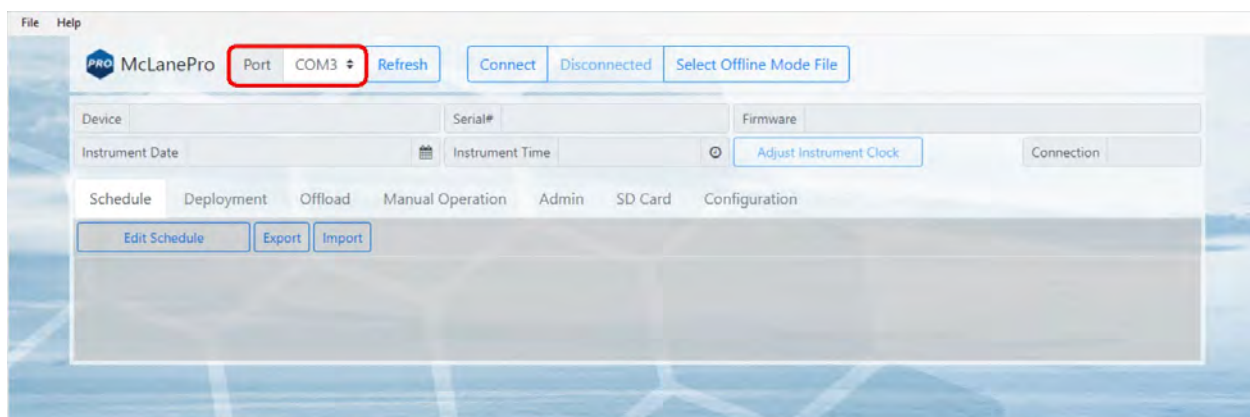 File Help
PRO McLanePro Port COM3 Refresh Connect Disconnected Select Offline Mode File
Device Serial# Firmware
Instrument Date Instrument Time Adjust Instrument Clock Connection
Schedule Deployment Offload Manual Operation Admin SD Card Configuration
Edit Schedule Export Import